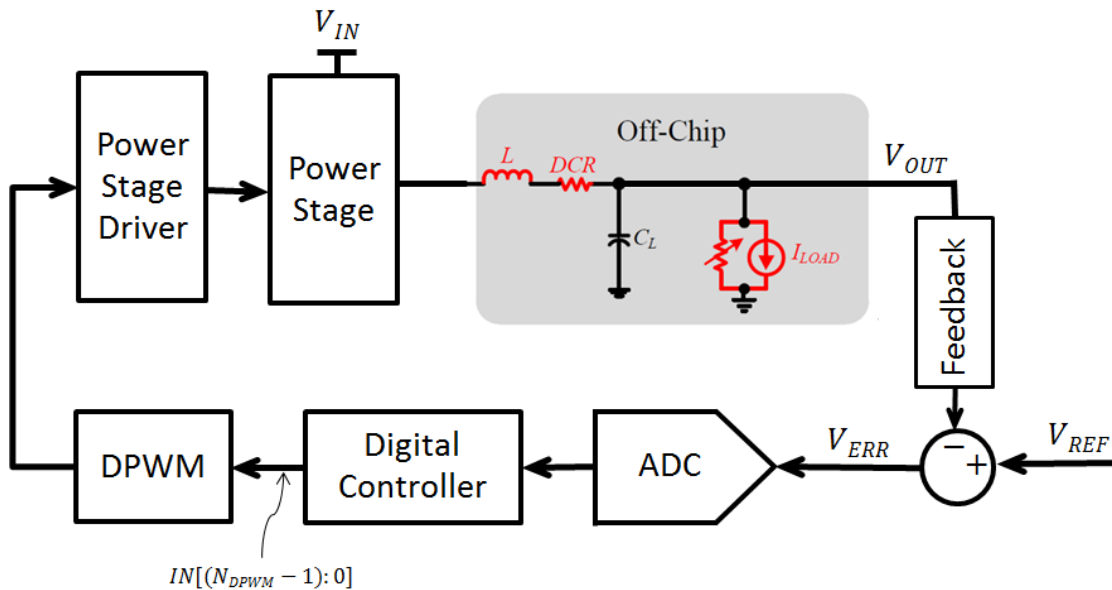 V_IN
Power
Stage
Driver
Power
Stage
Off-Chip
L
DCR
C_L
I_LOAD
V_OUT
Feedback
−
+
V_REF
V_ERR
ADC
Digital
Controller
DPWM
IN[(N_DPWM − 1): 0]